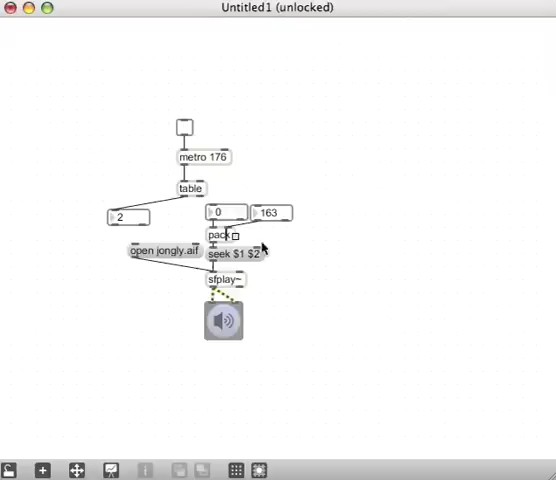 Untitled1 (unlocked)
metro 176
table
2
0
163
pack
open jongly.aif
seek $1 $2
sfplay~